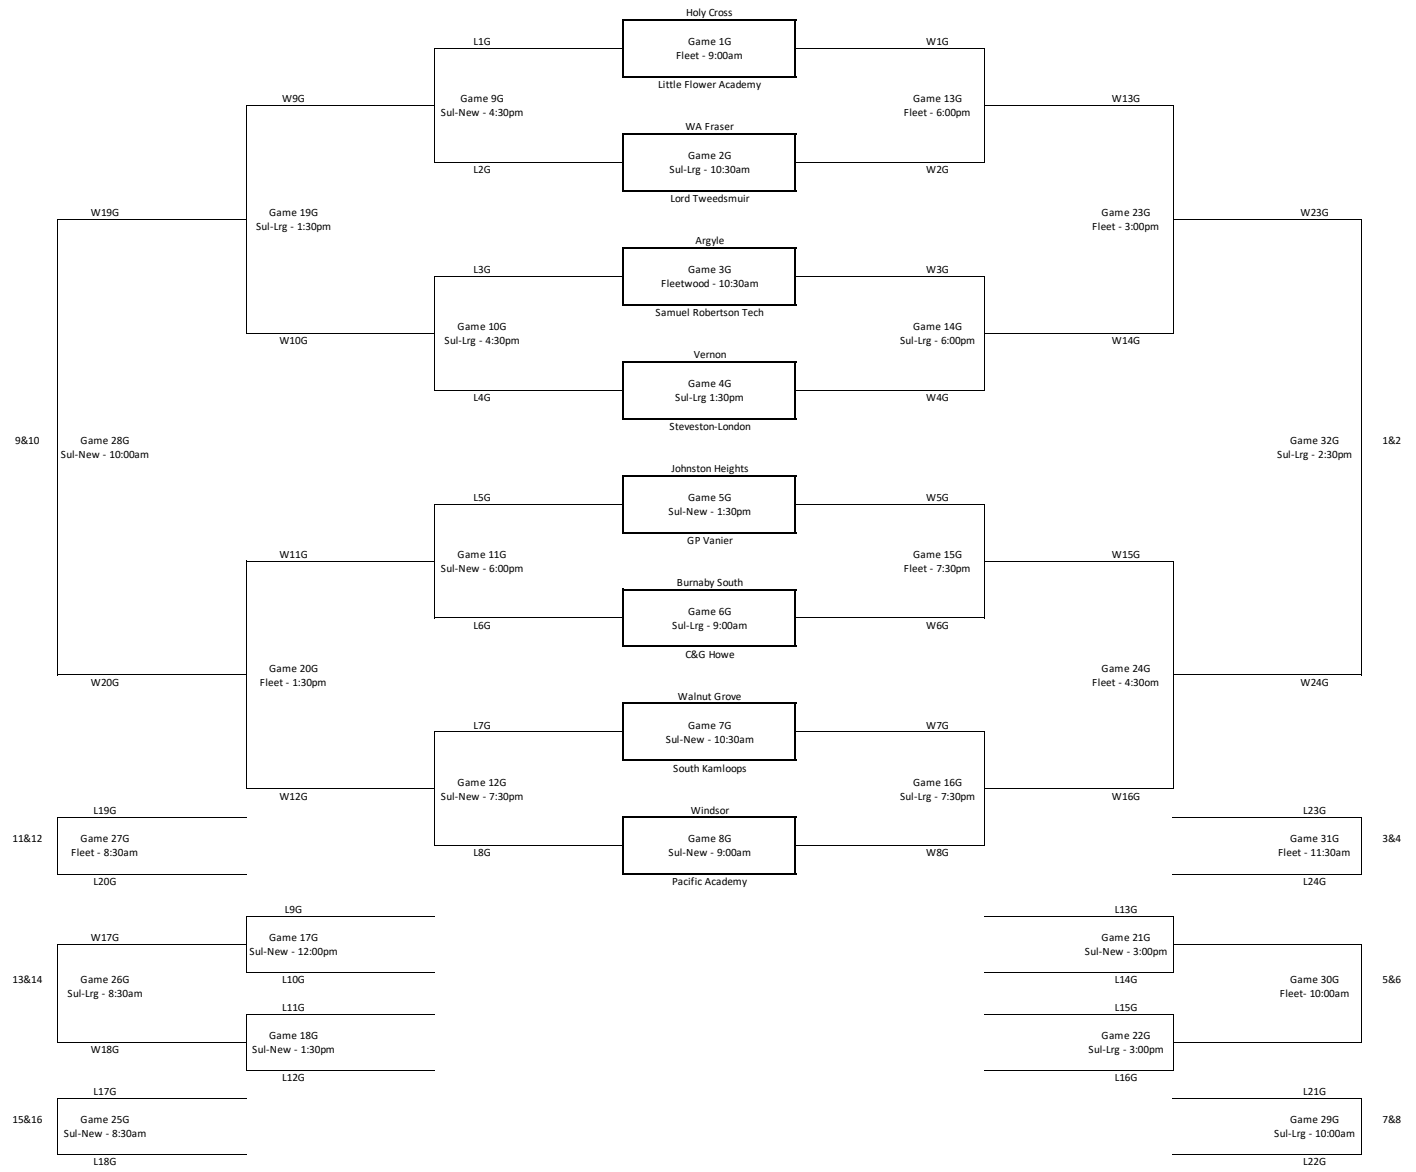 Holy Cross
L1G
Game 1G
Fleet - 9:00am
W1G
Little Flower Academy
W9G
Game 9G
Sul-New - 4:30pm
Game 13G
Fleet - 6:00pm
W13G
WA Fraser
L2G
Game 2G
Sul-Lrg - 10:30am
W2G
Lord Tweedsmuir
W19G
Game 19G
Sul-Lrg - 1:30pm
Game 23G
Fleet - 3:00pm
W23G
Argyle
L3G
Game 3G
Fleetwood - 10:30am
W3G
Samuel Robertson Tech
W10G
Game 10G
Sul-Lrg - 4:30pm
Game 14G
Sul-Lrg - 6:00pm
W14G
Vernon
L4G
Game 4G
Sul-Lrg 1:30pm
W4G
Steveston-London
9&10
Game 28G
Sul-New - 10:00am
Game 32G
Sul-Lrg - 2:30pm
1&2
Johnston Heights
L5G
Game 5G
Sul-New - 1:30pm
W5G
GP Vanier
W11G
Game 11G
Sul-New - 6:00pm
Game 15G
Fleet - 7:30pm
W15G
Burnaby South
L6G
Game 6G
Sul-Lrg - 9:00am
W6G
C&G Howe
W20G
Game 20G
Fleet - 1:30pm
Game 24G
Fleet - 4:30om
W24G
Walnut Grove
L7G
Game 7G
Sul-New - 10:30am
W7G
South Kamloops
W12G
Game 12G
Sul-New - 7:30pm
Game 16G
Sul-Lrg - 7:30pm
W16G
Windsor
L8G
Game 8G
Sul-New - 9:00am
W8G
Pacific Academy
L19G
11&12
Game 27G
Fleet - 8:30am
L20G
L23G
Game 31G
Fleet - 11:30am
3&4
L24G
L9G
Game 17G
Sul-New - 12:00pm
L10G
L13G
Game 21G
Sul-New - 3:00pm
L14G
W17G
13&14
Game 26G
Sul-Lrg - 8:30am
W18G
Game 30G
Fleet- 10:00am
5&6
L11G
Game 18G
Sul-New - 1:30pm
L12G
L15G
Game 22G
Sul-Lrg - 3:00pm
L16G
L17G
15&16
Game 25G
Sul-New - 8:30am
L18G
L21G
Game 29G
Sul-Lrg - 10:00am
7&8
L22G